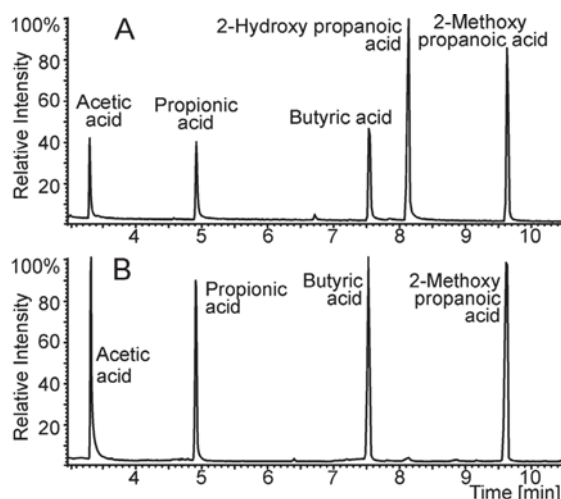 A
2-Hydroxy propanoic
acid
2-Methoxy
propanoic acid
Acetic
acid
Propionic
acid
Butyric acid
Relative Intensity
100%
80
60
40
20
4 5 6 7 8 9 10
B
Acetic
acid
Propionic
acid
Butyric
acid
2-Methoxy
propanoic
acid
Relative Intensity
100%
80
60
40
20
4 5 6 7 8 9 10
Time [min]